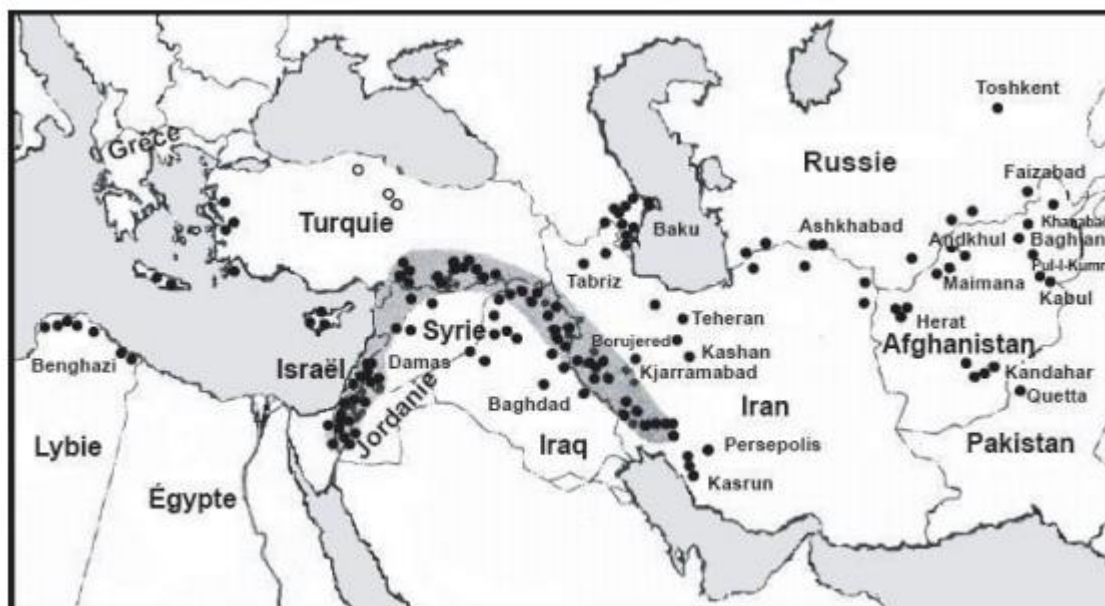 Toshkent
Grèce
Russie
Faizabad
Turquie
Baku
Ashkhabad
Andkhui
Baghlan
Tabriz
Maimana
Kabul
Teheran
Herat
Syrie
Borujered
Kashan
Afghanistan
Benghazi
Israël
Damas
Kjarramabad
Kandahar
Jordanie
Baghdad
Iran
Quetta
Lybie
Iraq
Persepolis
Pakistan
Égypte
Kasrun